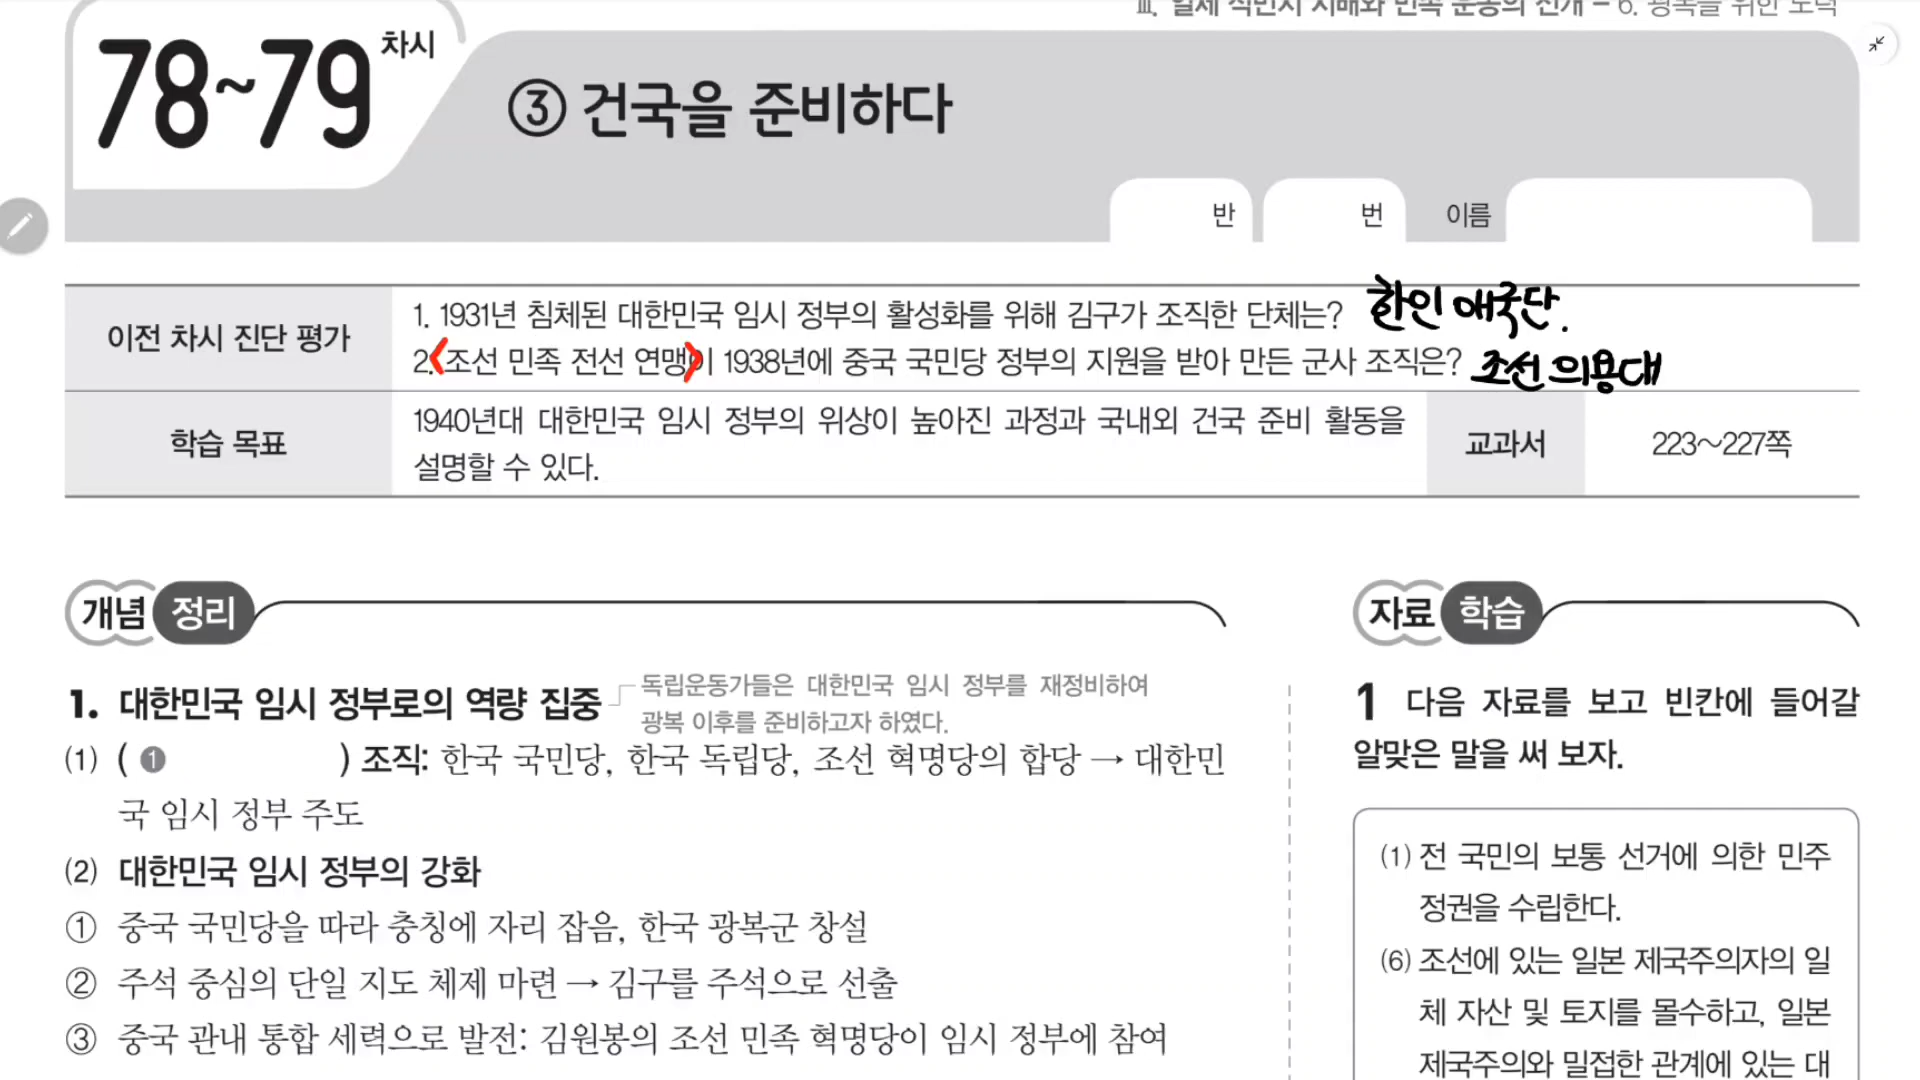 Ⅲ. 일제 식민지 지배와 민족 운동의 전개 – 6. 광복을 위한 노력
78~79 차시
③ 건국을 준비하다
반 번 이름
이전 차시 진단 평가
1. 1931년 침체된 대한민국 임시 정부의 활성화를 위해 김구가 조직한 단체는? 한인 애국단.
2. <조선 민족 전선 연맹>이 1938년에 중국 국민당 정부의 지원을 받아 만든 군사 조직은? 조선 의용대
학습 목표
1940년대 대한민국 임시 정부의 위상이 높아진 과정과 국내외 건국 준비 활동을
설명할 수 있다.
교과서
223~227쪽
개념 정리
1. 대한민국 임시 정부로의 역량 집중
독립운동가들은 대한민국 임시 정부를 재정비하여
광복 이후를 준비하고자 하였다.
(1) ( ❶ ) 조직: 한국 국민당, 한국 독립당, 조선 혁명당의 합당 → 대한민
국 임시 정부 주도
(2) 대한민국 임시 정부의 강화
① 중국 국민당을 따라 충칭에 자리 잡음, 한국 광복군 창설
② 주석 중심의 단일 지도 체제 마련 → 김구를 주석으로 선출
③ 중국 관내 통합 세력으로 발전: 김원봉의 조선 민족 혁명당이 임시 정부에 참여
자료 학습
1 다음 자료를 보고 빈칸에 들어갈
알맞은 말을 써 보자.
(1) 전 국민의 보통 선거에 의한 민주
정권을 수립한다.
(6) 조선에 있는 일본 제국주의자의 일
체 자산 및 토지를 몰수하고, 일본
제국주의와 밀접한 관계에 있는 대